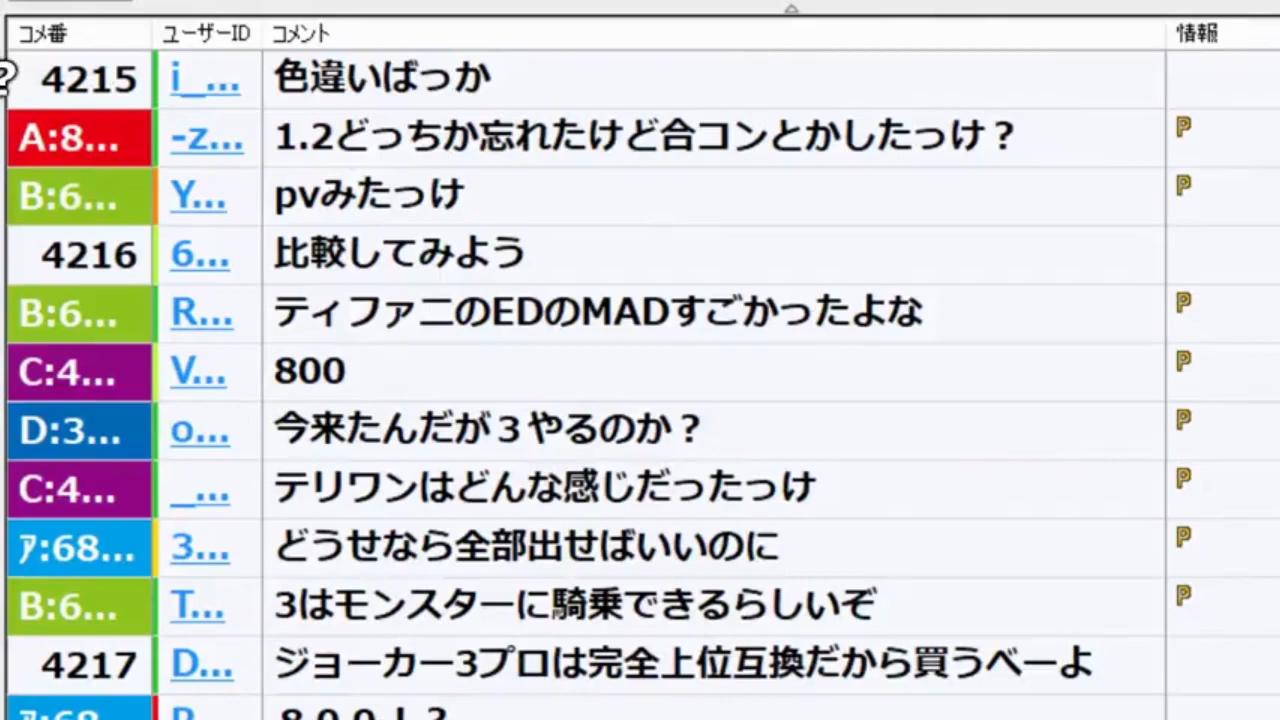 コメ番 ユーザーID コメント 情報
? 4215 i_... 色違いばっか
A:8... -z... 1.2どっちか忘れたけど合コンとかしたっけ？ P
B:6... Y... pvみたっけ P
4216 6... 比較してみよう
B:6... R... ティファニのEDのMADすごかったよな P
C:4... V... 800 P
D:3... o... 今来たんだが３やるのか？ P
C:4... _... テリワンはどんな感じだったっけ P
ｱ:68... 3... どうせなら全部出せばいいのに P
B:6... T... 3はモンスターに騎乗できるらしいぞ P
4217 D... ジョーカー3プロは完全上位互換だから買うべーよ